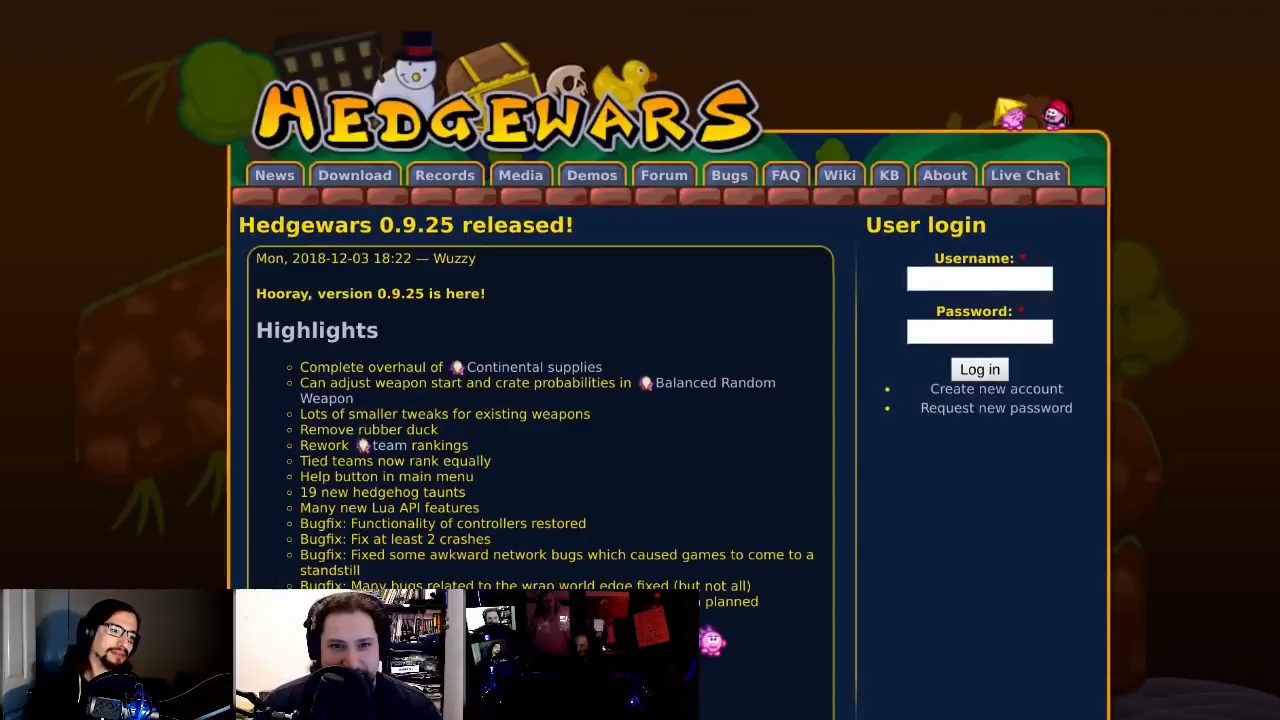 HEDGEWARS
News Download Records Media Demos Forum Bugs FAQ Wiki KB About Live Chat
Hedgewars 0.9.25 released!
Mon, 2018-12-03 18:22 — Wuzzy
Hooray, version 0.9.25 is here!
Highlights
Complete overhaul of Continental supplies
Can adjust weapon start and crate probabilities in Balanced Random
Weapon
Lots of smaller tweaks for existing weapons
Remove rubber duck
Rework team rankings
Tied teams now rank equally
Help button in main menu
19 new hedgehog taunts
Many new Lua API features
Bugfix: Functionality of controllers restored
Bugfix: Fix at least 2 crashes
Bugfix: Fixed some awkward network bugs which caused games to come to a
standstill
Bugfix: Many bugs related to the wrap world edge fixed (but not all)
planned
User login
Username: *
Password: *
Log in
Create new account
Request new password